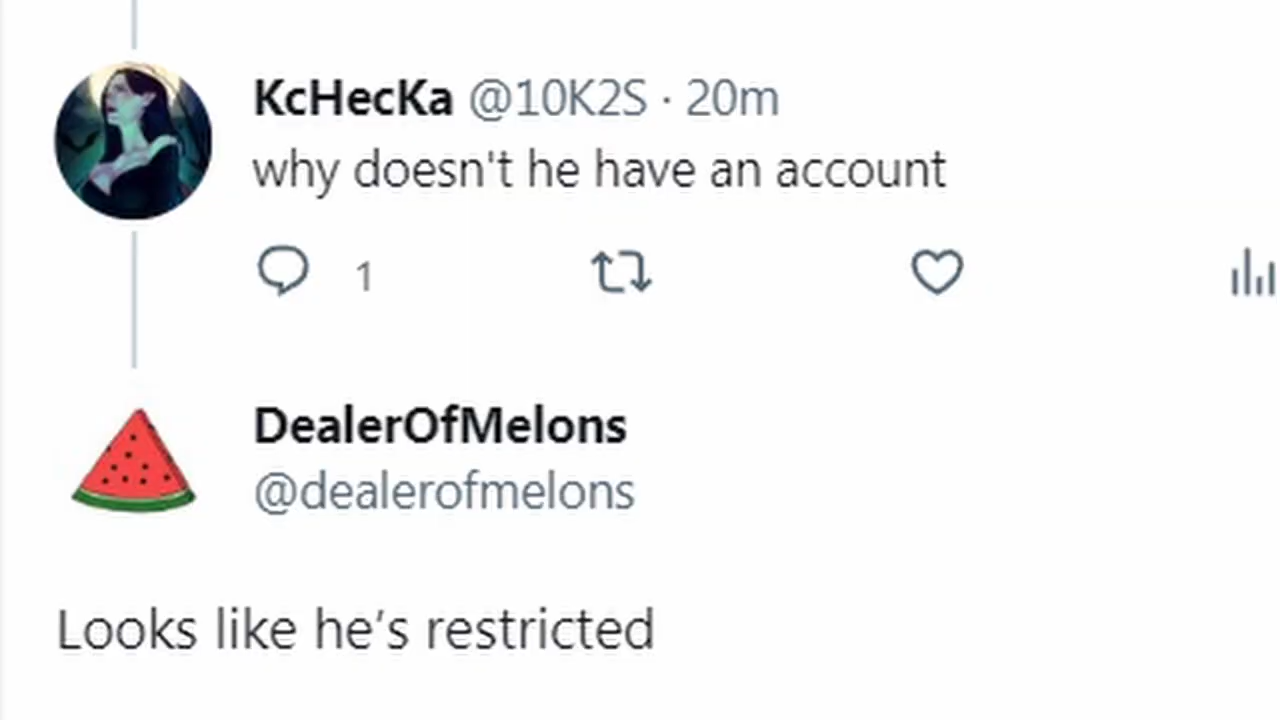 KcHecKa @10K2S · 20m
why doesn't he have an account
1
DealerOfMelons
@dealerofmelons
Looks like he’s restricted